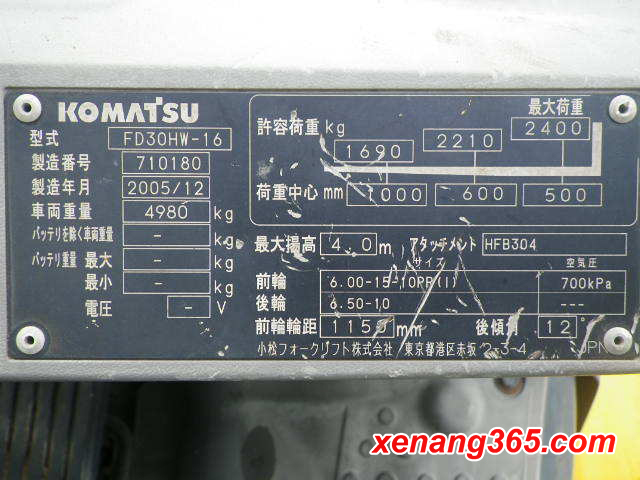 KOMATSU
型式 FD30HW-16
製造番号 710180
製造年月 2005/12
車両重量 4980 kg
バッテリを除く車両重量 - kg
バッテリ重量 最大 - kg
最小 - kg
電圧 - V
最大荷重
許容荷重 kg 1690 2210 2400
荷重中心 mm 1000 600 500
最大揚高 4.0 m アタッチメント HFB304
サイズ 空気圧
前輪 6.00-15-10PR(I) 700kPa
後輪 6.50-10 ---
前輪輪距 1150 mm 後傾角 12°
小松フォークリフト株式会社 東京都港区赤坂 2-3-4 JPN
xenang365.com